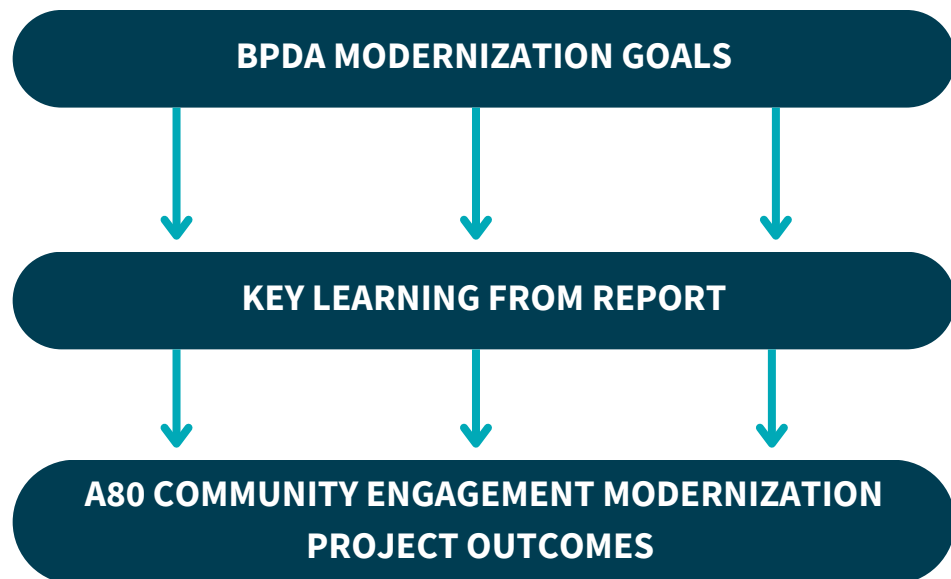 BPDA MODERNIZATION GOALS
KEY LEARNING FROM REPORT
A80 COMMUNITY ENGAGEMENT MODERNIZATION
PROJECT OUTCOMES